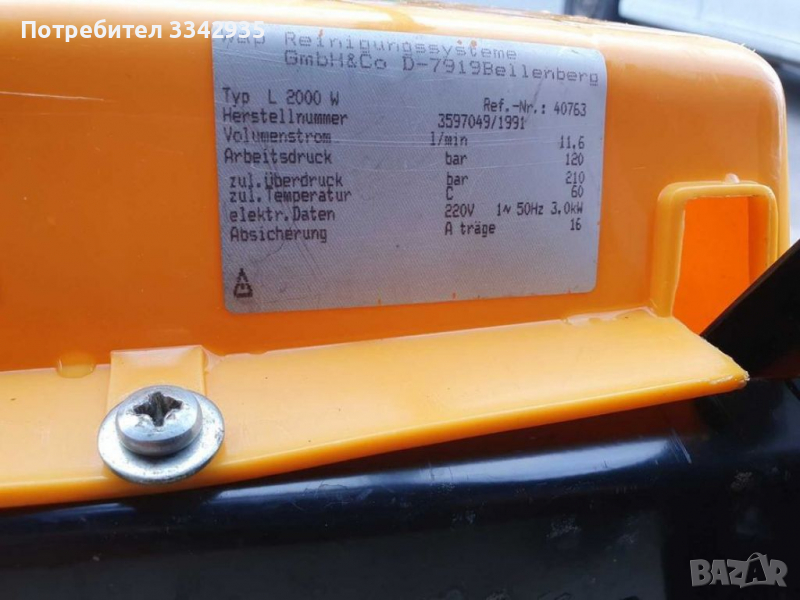 Потребител 3342935
Reinigungssysteme
GmbH&Co D-7919Bellenberg
Typ L 2000 W Ref.-Nr.: 40763
Herstellnummer 3597049/1991
Volumenstrom l/min 11.6
Arbeitsdruck bar 120
zul.Überdruck bar 210
zul.Temperatur C 60
elektr.Daten 220V 1~ 50Hz 3.0kW
Absicherung A träge 16
BAZAR